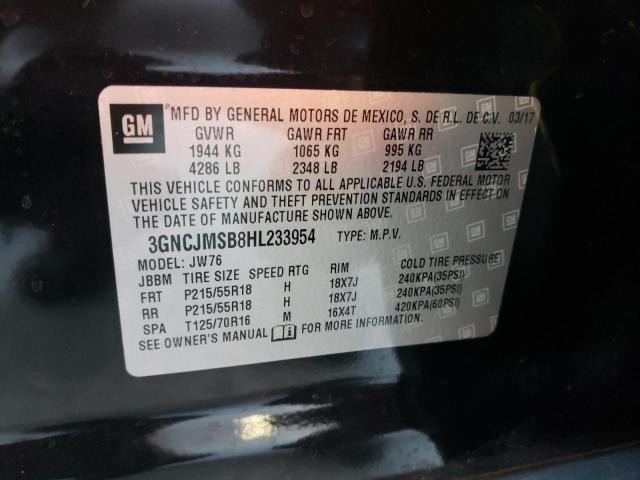 GM
MFD BY GENERAL MOTORS DE MEXICO, S. DE R.L. DE C.V. 03/17
GVWR GAWR FRT GAWR RR
1944 KG 1065 KG 995 KG
4286 LB 2348 LB 2194 LB
THIS VEHICLE CONFORMS TO ALL APPLICABLE U.S. FEDERAL MOTOR
VEHICLE SAFETY AND THEFT PREVENTION STANDARDS IN EFFECT ON
THE DATE OF MANUFACTURE SHOWN ABOVE.
3GNCJMSB8HL233954 TYPE: M.P.V.
MODEL: JW76
JBBM TIRE SIZE SPEED RTG RIM COLD TIRE PRESSURE
FRT P215/55R18 H 18X7J 240KPA(35PSI)
RR P215/55R18 H 18X7J 240KPA(35PSI)
SPA T125/70R16 M 16X4T 420KPA(60PSI)
SEE OWNER'S MANUAL FOR MORE INFORMATION.